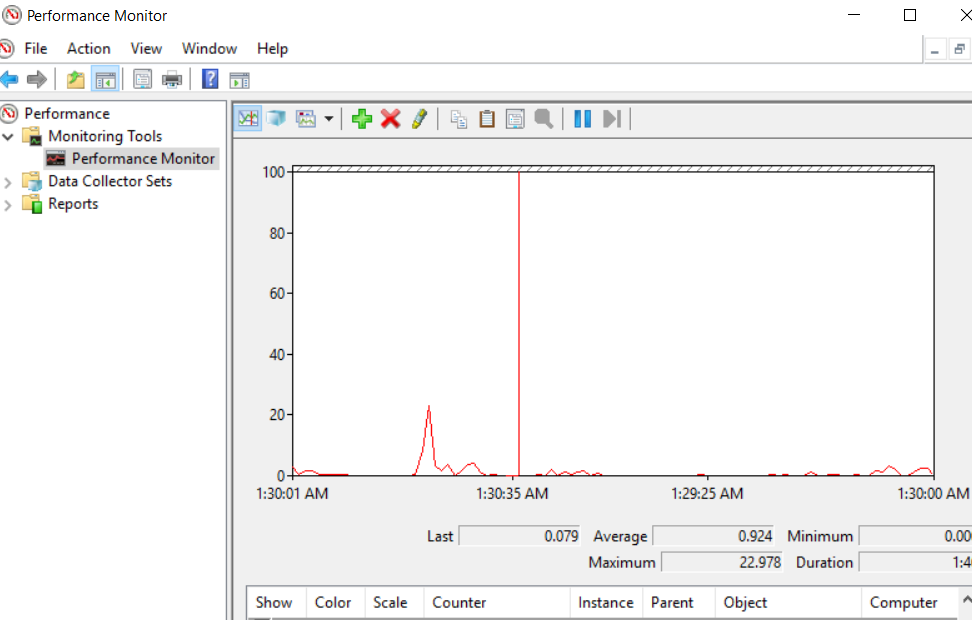 Performance Monitor
File Action View Window Help
Performance
Monitoring Tools
Performance Monitor
Data Collector Sets
Reports
100
80
60
40
20
0
1:30:01 AM 1:30:35 AM 1:29:25 AM 1:30:00 AM
Last 0.079 Average 0.924 Minimum 0.00
Maximum 22.978 Duration 1:4
Show Color Scale Counter Instance Parent Object Computer